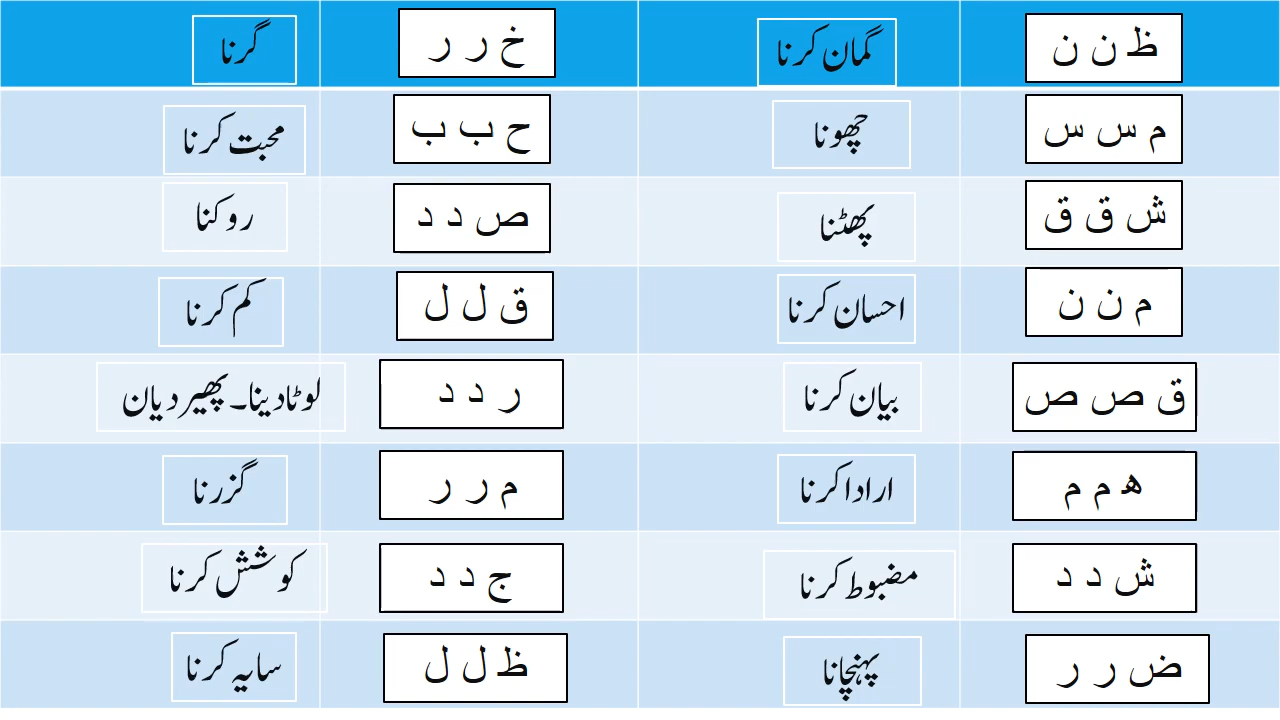 ظ ن ن گمان کرنا خ ر ر گرنا
م س س چھونا ح ب ب محبت کرنا
ش ق ق پھٹنا ص د د روکنا
م ن ن احسان کرنا ق ل ل کم کرنا
ق ص ص بیان کرنا ر د د لوٹا دینا۔ پھیر دیان
ھ م م ارادا کرنا م ر ر گزرنا
ش د د مضبوط کرنا ج د د کوشش کرنا
ض ر ر پہنچانا ظ ل ل سایہ کرنا